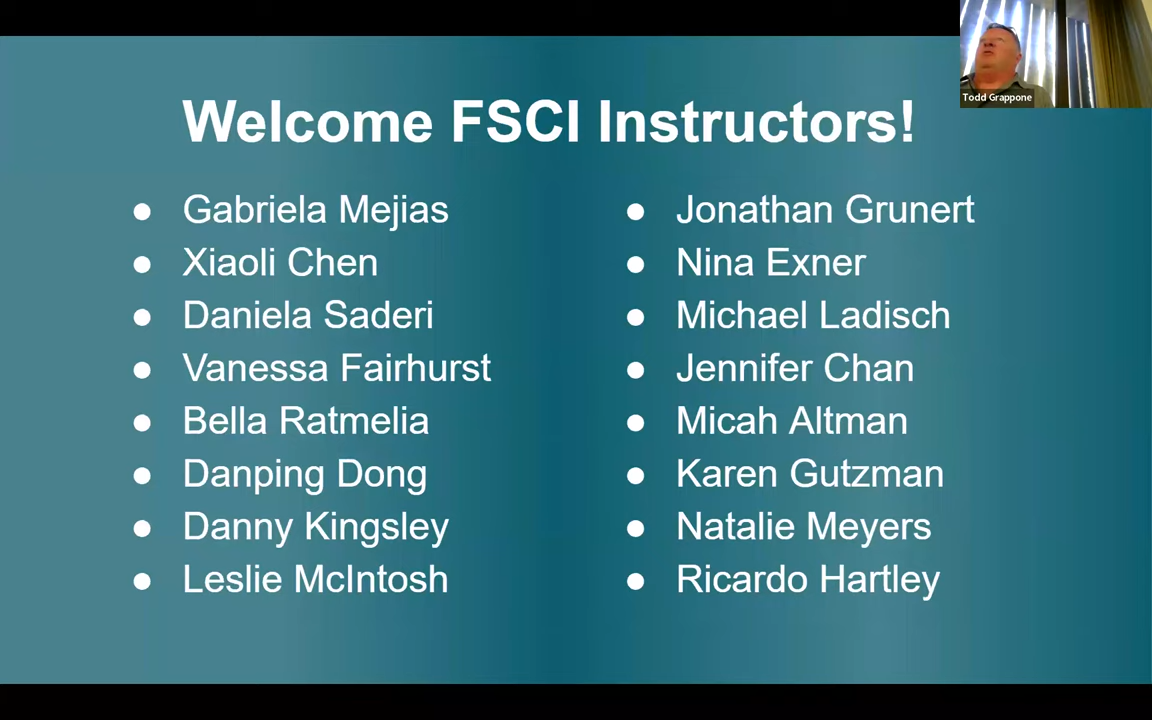 Todd Grappone
Welcome FSCI Instructors!
● Gabriela Mejias
● Xiaoli Chen
● Daniela Saderi
● Vanessa Fairhurst
● Bella Ratmelia
● Danping Dong
● Danny Kingsley
● Leslie McIntosh
● Jonathan Grunert
● Nina Exner
● Michael Ladisch
● Jennifer Chan
● Micah Altman
● Karen Gutzman
● Natalie Meyers
● Ricardo Hartley